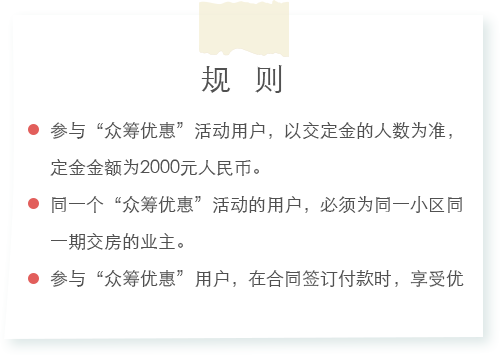 规 则
参与“众筹优惠”活动用户，以交定金的人数为准，
定金金额为2000元人民币。
同一个“众筹优惠”活动的用户，必须为同一小区同
一期交房的业主。
参与“众筹优惠”用户，在合同签订付款时，享受优